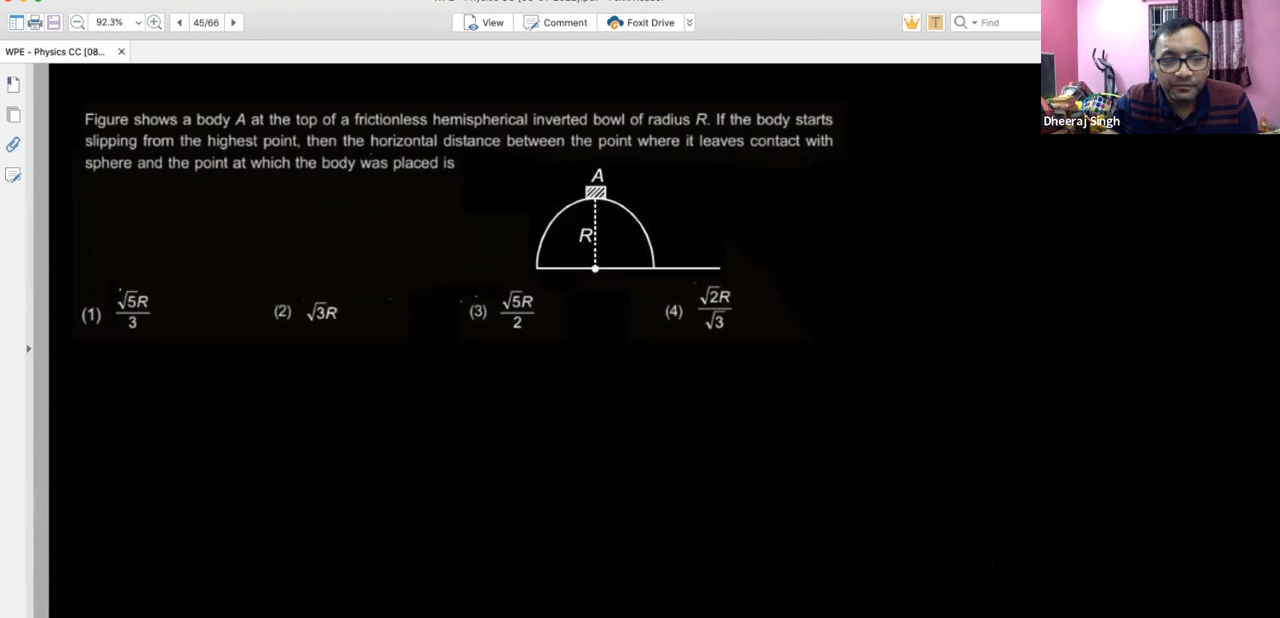 92.3%
45/66
View
Comment
Foxit Drive
T
Find
WPE - Physics CC [08...
Dheeraj Singh
Figure shows a body A at the top of a frictionless hemispherical inverted bowl of radius R. If the body starts
slipping from the highest point, then the horizontal distance between the point where it leaves contact with
sphere and the point at which the body was placed is
A
R
(1) √5R/3 (2) √3R (3) √5R/2 (4) √2R/√3